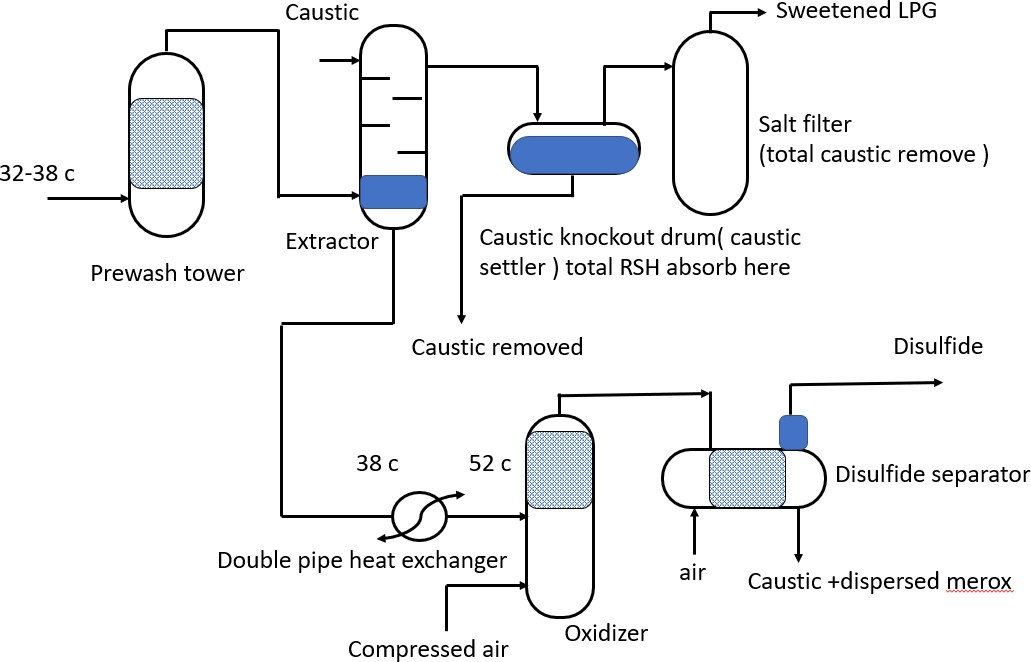 Caustic
Sweetened LPG
Salt filter
(total caustic remove )
32-38 c
Extractor
Caustic knockout drum( caustic
settler ) total RSH absorb here
Prewash tower
Caustic removed
Disulfide
38 c
52 c
Disulfide separator
Double pipe heat exchanger
air
Caustic +dispersed merox
Oxidizer
Compressed air